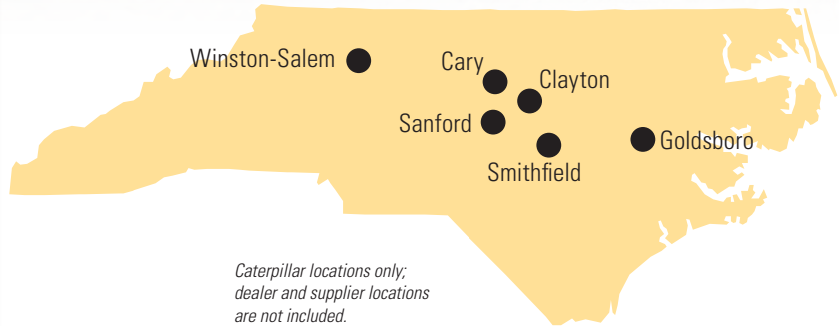 Winston-Salem
Cary
Clayton
Sanford
Goldsboro
Smithfield
Caterpillar locations only;
dealer and supplier locations
are not included.